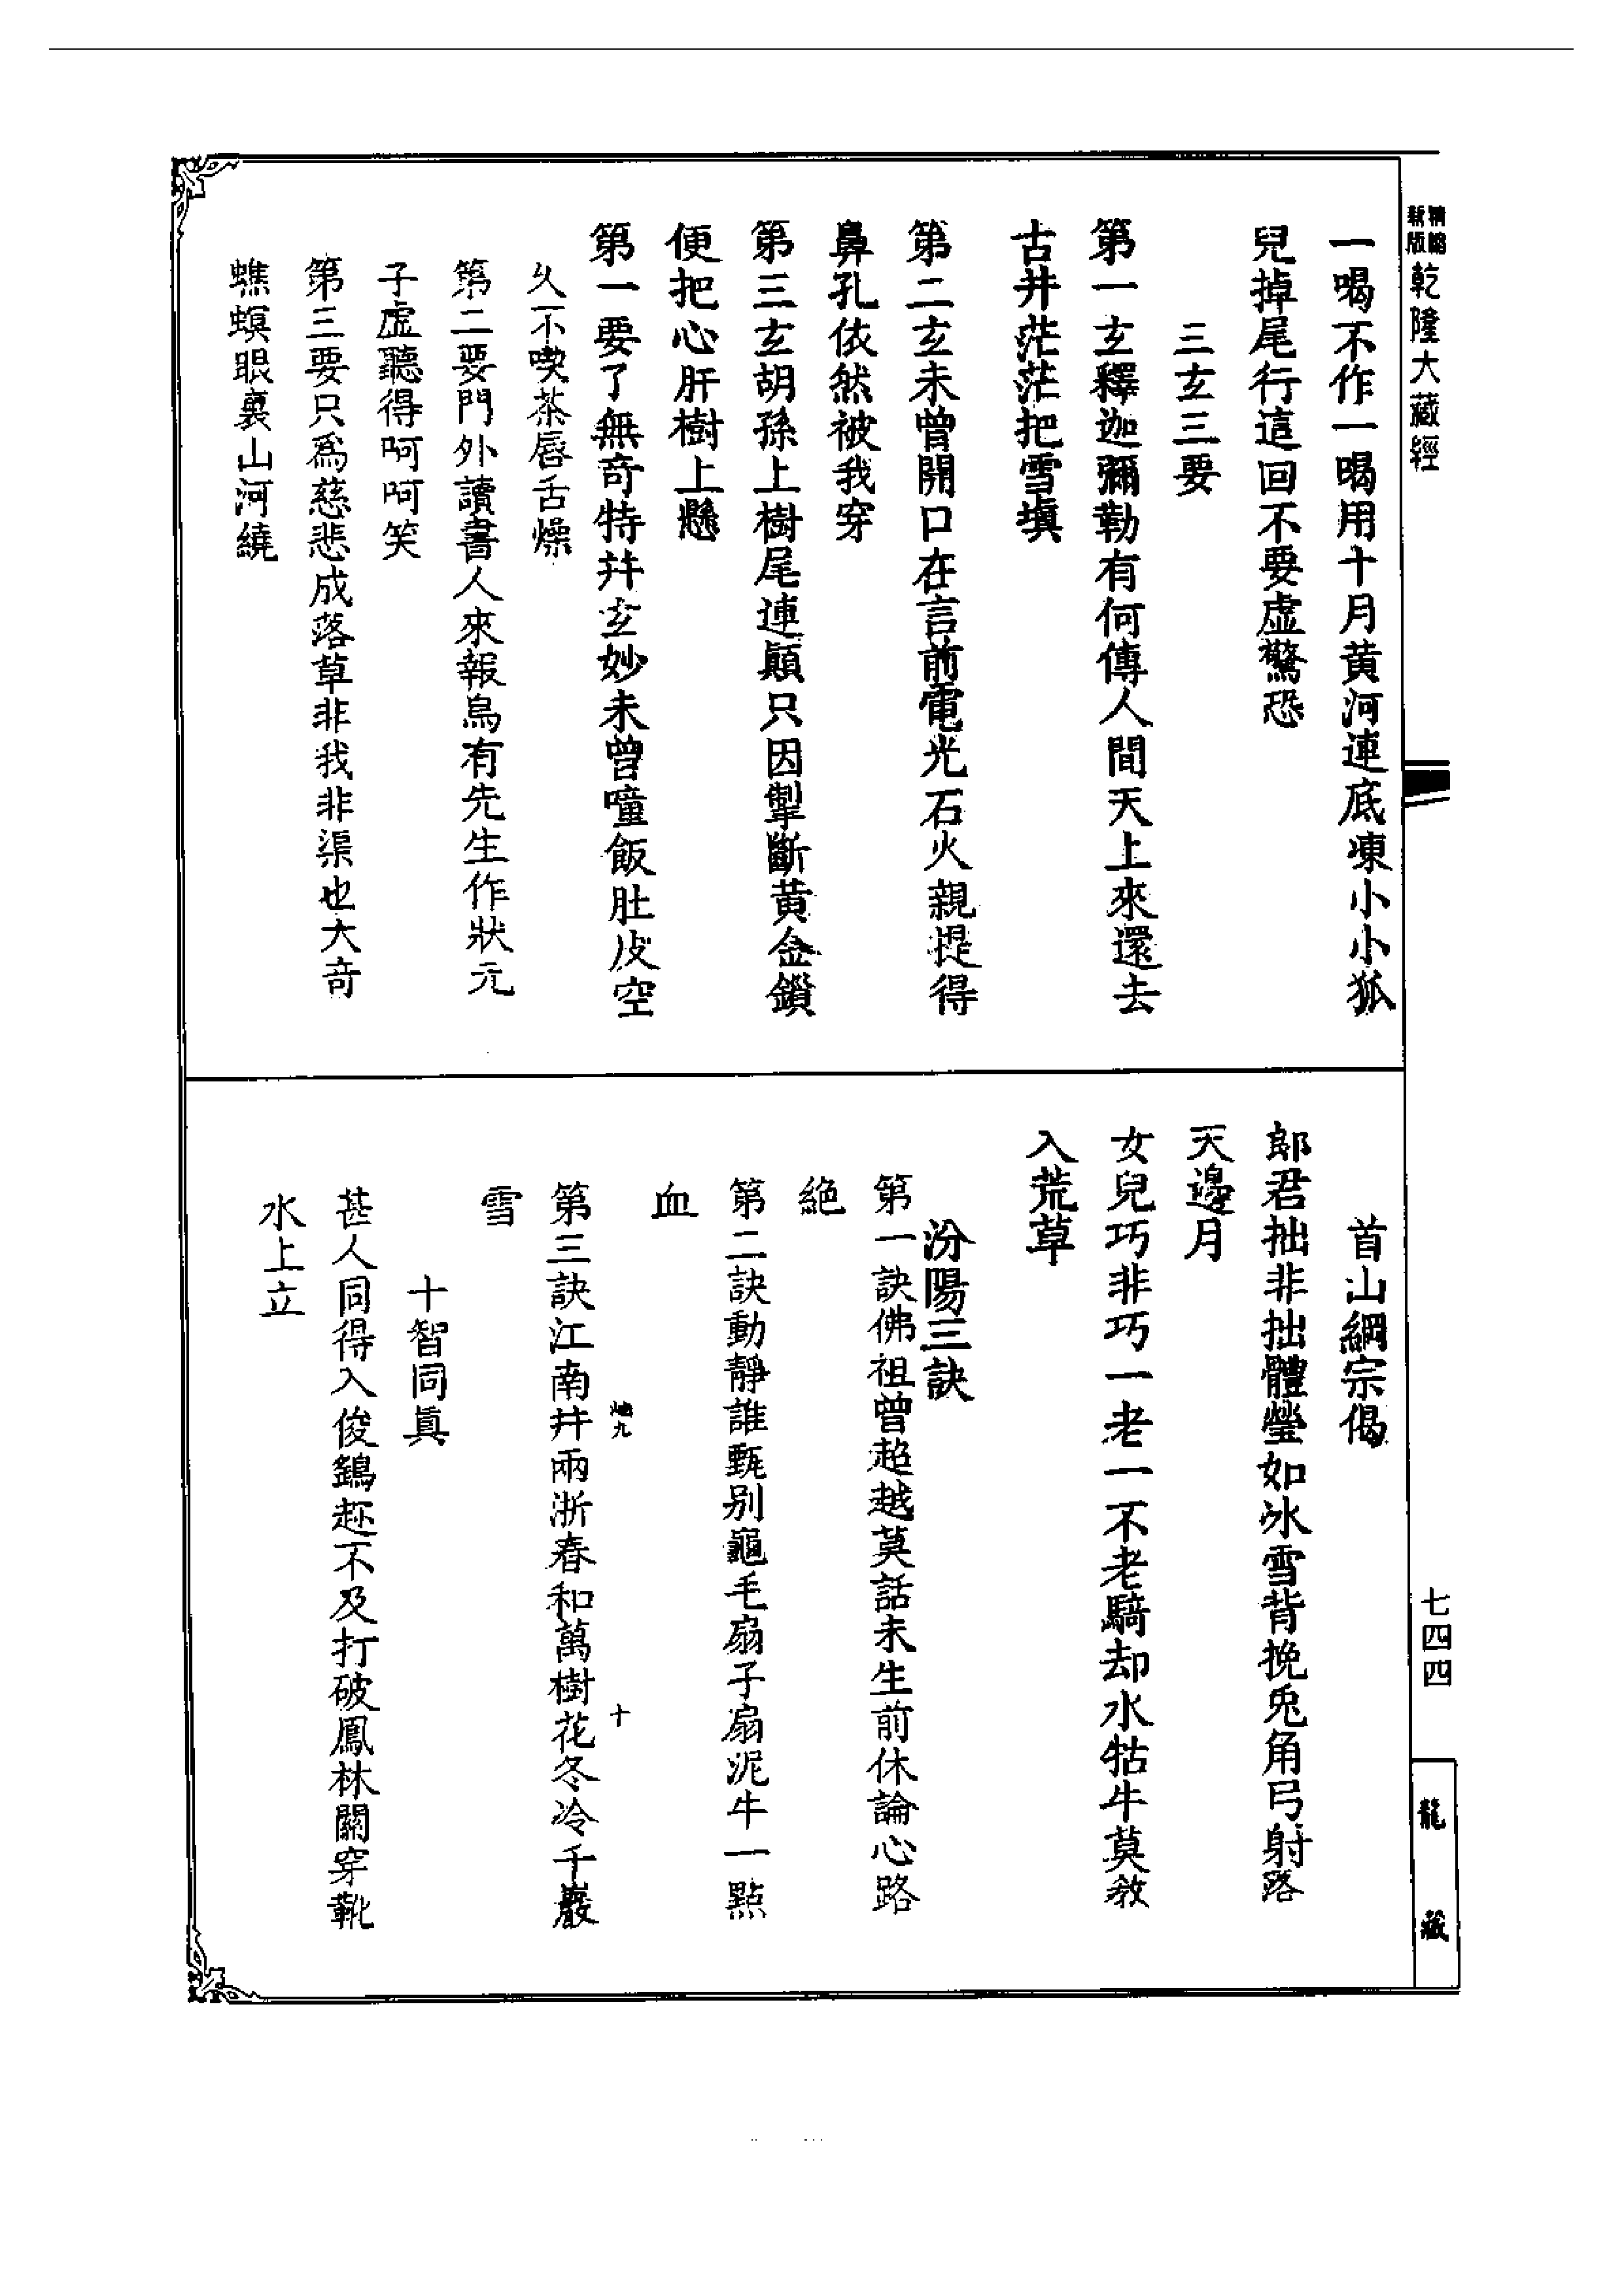 精縮
新版
乾隆大藏經
一喝不作一喝用十月黃河連底凍小小狐
兒掉尾行這回不要虛驚恐
三玄三要
第一玄釋迦彌勒有何傳人間天上來還去
古井茫茫把雪塡
第二玄未曾開口在言前電光石火親提得
鼻孔依然被我穿
第三玄胡孫上樹尾連顚只因掣斷黃金鎖
便把心肝樹上懸
第一要了無奇特幷玄妙未曾噇飯肚皮空
久不喫茶唇舌燥
第二要門外讀書人來報烏有先生作狀元
子虛聽得呵呵笑
第三要只爲慈悲成落草非我非渠也大奇
蟭螟眼裏山河繞
七四四
龍藏
首山綱宗偈
郎君拙非拙體瑩如冰雪背挽兎角弓射落
天邊月
女兒巧非巧一老一不老騎却水牯牛莫教
入荒草
汾陽三訣
第一訣佛祖曾超越莫話未生前休論心路
絕
第二訣動靜誰甄别龜毛扇子扇泥牛一點
血
九
十
第三訣江南幷兩浙春和萬樹花冬冷千巖
雪
十智同眞
甚人同得入俊鷂趂不及打破鳳林關穿靴
水上立